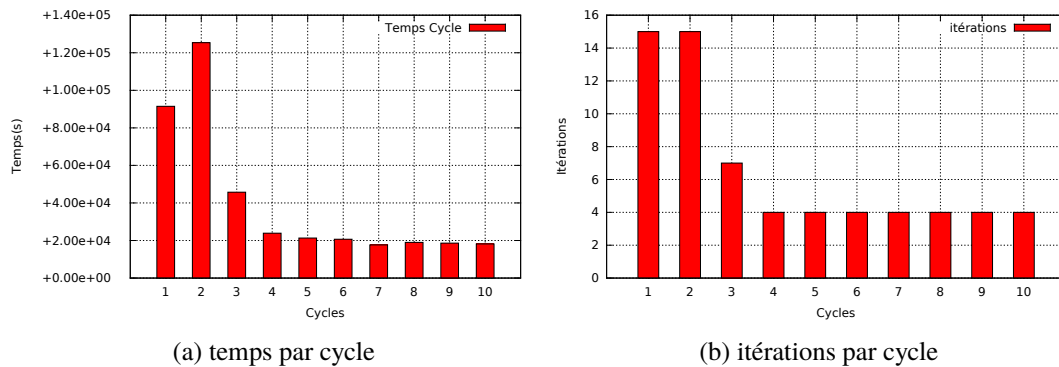 +1.40e+05
+1.20e+05
+1.00e+05
+8.00e+04
+6.00e+04
+4.00e+04
+2.00e+04
+0.00e+00
Temps(s)
Temps Cycle
1 2 3 4 5 6 7 8 9 10
Cycles
(a) temps par cycle
16
14
12
10
8
6
4
2
0
Itérations
itérations
1 2 3 4 5 6 7 8 9 10
Cycles
(b) itérations par cycle